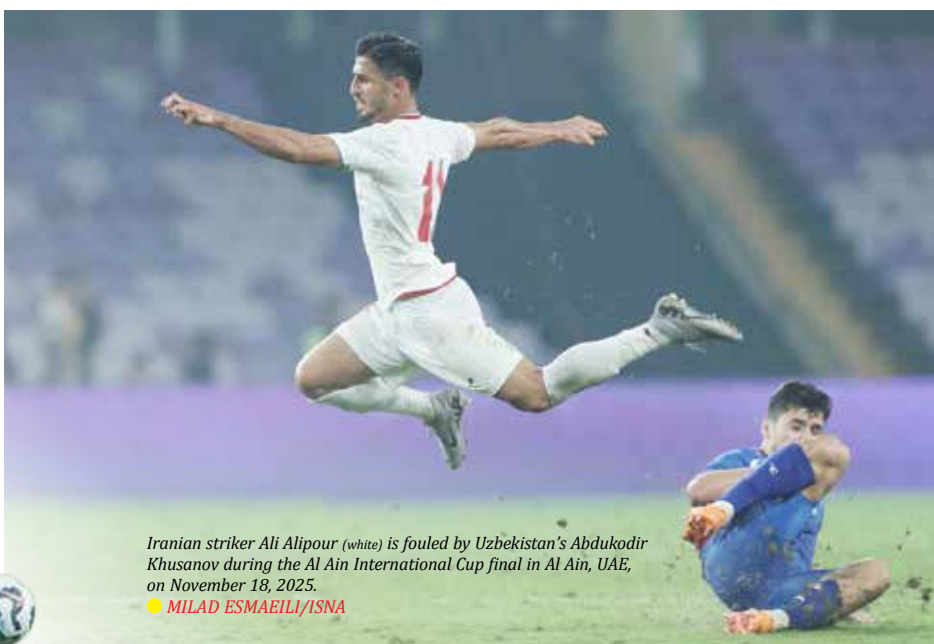 11
Iranian striker Ali Alipour (white) is fouled by Uzbekistan's Abdukodir
Khusanov during the Al Ain International Cup final in Al Ain, UAE,
on November 18, 2025.
MILAD ESMAEILI/ISNA